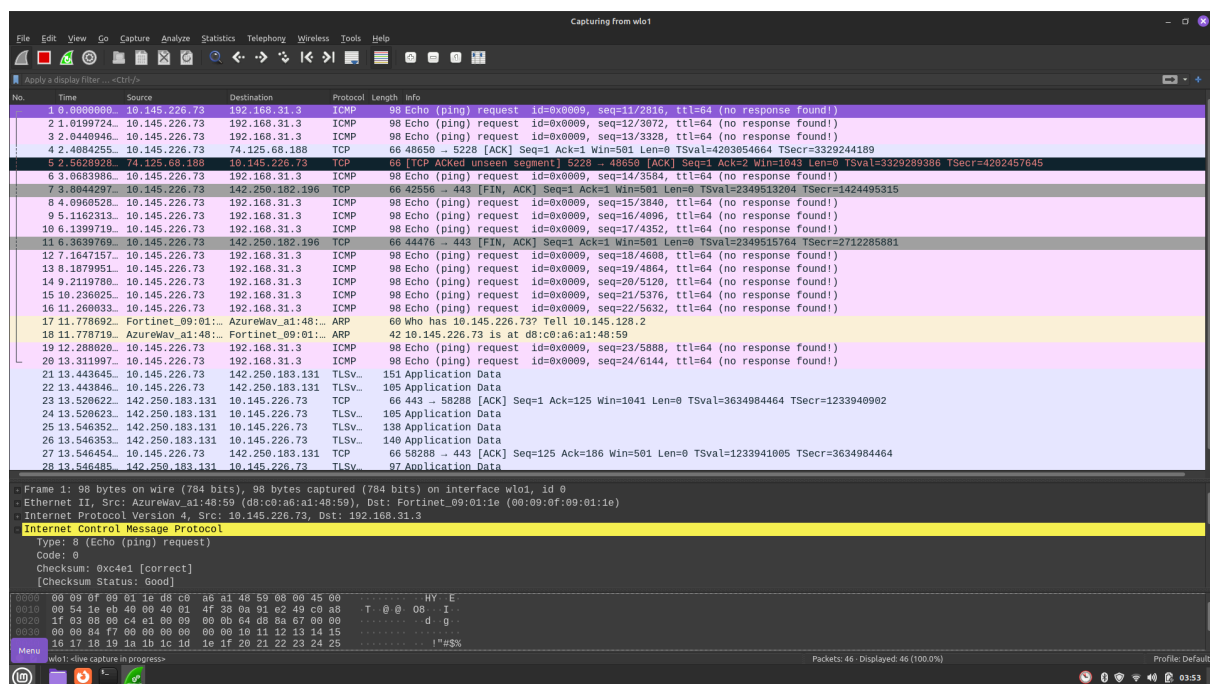 Capturing from wlo1
File Edit View Go Capture Analyze Statistics Telephony Wireless Tools Help
Apply a display filter ... <Ctrl-/>
No. Time Source Destination Protocol Length Info
1 0.0000000… 10.145.226.73 192.168.31.3 ICMP 98 Echo (ping) request id=0x0009, seq=11/2816, ttl=64 (no response found!)
2 1.0199724… 10.145.226.73 192.168.31.3 ICMP 98 Echo (ping) request id=0x0009, seq=12/3072, ttl=64 (no response found!)
3 2.0440946… 10.145.226.73 192.168.31.3 ICMP 98 Echo (ping) request id=0x0009, seq=13/3328, ttl=64 (no response found!)
4 2.4084255… 10.145.226.73 74.125.68.188 TCP 66 48650 → 5228 [ACK] Seq=1 Ack=1 Win=501 Len=0 TSval=4203054664 TSecr=3329244189
5 2.5628928… 74.125.68.188 10.145.226.73 TCP 66 [TCP ACKed unseen segment] 5228 → 48650 [ACK] Seq=1 Ack=2 Win=1043 Len=0 TSval=3329289386 TSecr=4202457645
6 3.0683986… 10.145.226.73 192.168.31.3 ICMP 98 Echo (ping) request id=0x0009, seq=14/3584, ttl=64 (no response found!)
7 3.8044297… 10.145.226.73 142.250.182.196 TCP 66 42556 → 443 [FIN, ACK] Seq=1 Ack=1 Win=501 Len=0 TSval=2349513204 TSecr=1424495315
8 4.0960528… 10.145.226.73 192.168.31.3 ICMP 98 Echo (ping) request id=0x0009, seq=15/3840, ttl=64 (no response found!)
9 5.1162313… 10.145.226.73 192.168.31.3 ICMP 98 Echo (ping) request id=0x0009, seq=16/4096, ttl=64 (no response found!)
10 6.1399719… 10.145.226.73 192.168.31.3 ICMP 98 Echo (ping) request id=0x0009, seq=17/4352, ttl=64 (no response found!)
11 6.3639769… 10.145.226.73 142.250.182.196 TCP 66 44476 → 443 [FIN, ACK] Seq=1 Ack=1 Win=501 Len=0 TSval=2349515764 TSecr=2712285881
12 7.1647157… 10.145.226.73 192.168.31.3 ICMP 98 Echo (ping) request id=0x0009, seq=18/4608, ttl=64 (no response found!)
13 8.1879951… 10.145.226.73 192.168.31.3 ICMP 98 Echo (ping) request id=0x0009, seq=19/4864, ttl=64 (no response found!)
14 9.2119780… 10.145.226.73 192.168.31.3 ICMP 98 Echo (ping) request id=0x0009, seq=20/5120, ttl=64 (no response found!)
15 10.236025… 10.145.226.73 192.168.31.3 ICMP 98 Echo (ping) request id=0x0009, seq=21/5376, ttl=64 (no response found!)
16 11.260033… 10.145.226.73 192.168.31.3 ICMP 98 Echo (ping) request id=0x0009, seq=22/5632, ttl=64 (no response found!)
17 11.778692… Fortinet_09:01:… AzureWav_a1:48:… ARP 60 Who has 10.145.226.73? Tell 10.145.128.2
18 11.778719… AzureWav_a1:48:… Fortinet_09:01:… ARP 42 10.145.226.73 is at d8:c0:a6:a1:48:59
19 12.288020… 10.145.226.73 192.168.31.3 ICMP 98 Echo (ping) request id=0x0009, seq=23/5888, ttl=64 (no response found!)
20 13.311997… 10.145.226.73 192.168.31.3 ICMP 98 Echo (ping) request id=0x0009, seq=24/6144, ttl=64 (no response found!)
21 13.443645… 10.145.226.73 142.250.183.131 TLSv… 151 Application Data
22 13.443846… 10.145.226.73 142.250.183.131 TLSv… 105 Application Data
23 13.520622… 142.250.183.131 10.145.226.73 TCP 66 443 → 58288 [ACK] Seq=1 Ack=125 Win=1041 Len=0 TSval=3634984464 TSecr=1233940902
24 13.520623… 142.250.183.131 10.145.226.73 TLSv… 105 Application Data
25 13.546352… 142.250.183.131 10.145.226.73 TLSv… 138 Application Data
26 13.546353… 142.250.183.131 10.145.226.73 TLSv… 140 Application Data
27 13.546454… 10.145.226.73 142.250.183.131 TCP 66 58288 → 443 [ACK] Seq=125 Ack=186 Win=501 Len=0 TSval=1233941005 TSecr=3634984464
28 13.546485… 142.250.183.131 10.145.226.73 TLSv… 97 Application Data
Frame 1: 98 bytes on wire (784 bits), 98 bytes captured (784 bits) on interface wlo1, id 0
Ethernet II, Src: AzureWav_a1:48:59 (d8:c0:a6:a1:48:59), Dst: Fortinet_09:01:1e (00:09:0f:09:01:1e)
Internet Protocol Version 4, Src: 10.145.226.73, Dst: 192.168.31.3
Internet Control Message Protocol
Type: 8 (Echo (ping) request)
Code: 0
Checksum: 0xc4e1 [correct]
[Checksum Status: Good]
0000 00 09 0f 09 01 1e d8 c0 a6 a1 48 59 08 00 45 00 ········ ··HY··E·
0010 00 54 1e eb 40 00 40 01 4f 38 0a 91 e2 49 c0 a8 ·T··@·@· O8···I··
0020 1f 03 08 00 c4 e1 00 09 00 0b 64 d8 8a 67 00 00 ········ ··d··g··
0030 00 00 84 f7 00 00 00 00 00 00 10 11 12 13 14 15 ········ ········
16 17 18 19 1a 1b 1c 1d 1e 1f 20 21 22 23 24 25 ········ ·· !"#$%
Menu
wlo1: <live capture in progress>
Packets: 46 · Displayed: 46 (100.0%)
Profile: Default
03:53